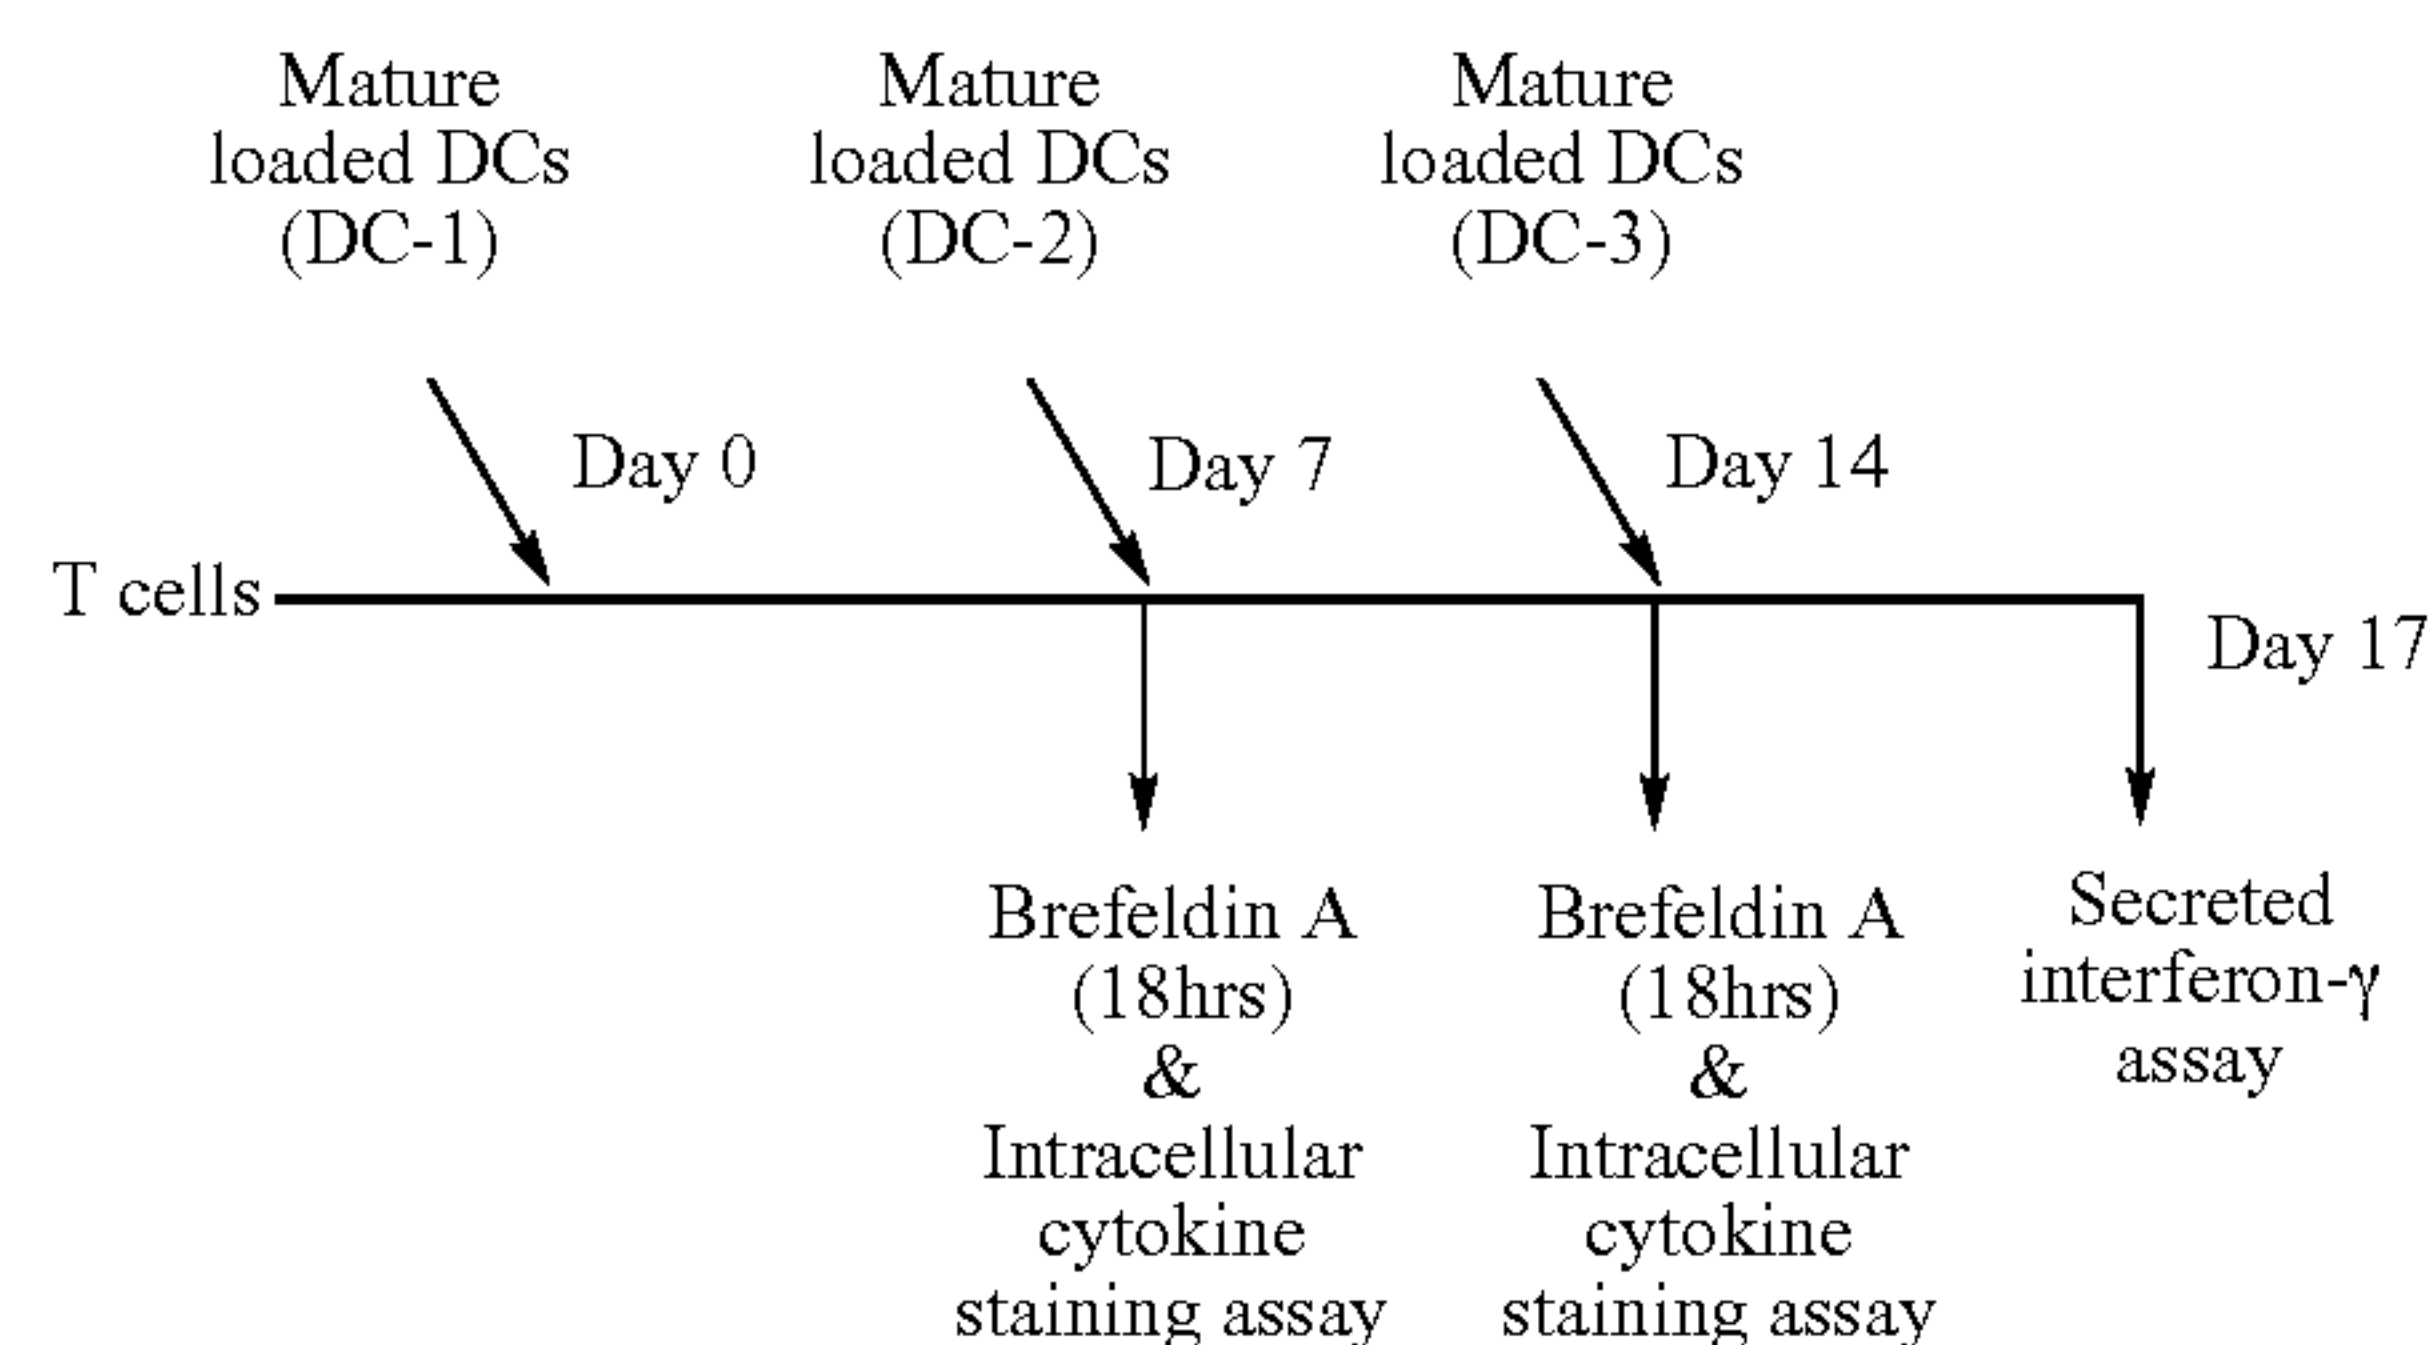 Mature
loaded DCs
(DC-1)
Mature
loaded DCs
(DC-2)
Mature
loaded DCs
(DC-3)
Day 0
Day 7
Day 14
T cells
Day 17
Brefeldin A
(18hrs)
&
Intracellular
cytokine
staining assay
Brefeldin A
(18hrs)
&
Intracellular
cytokine
staining assay
Secreted
interferon-γ
assay